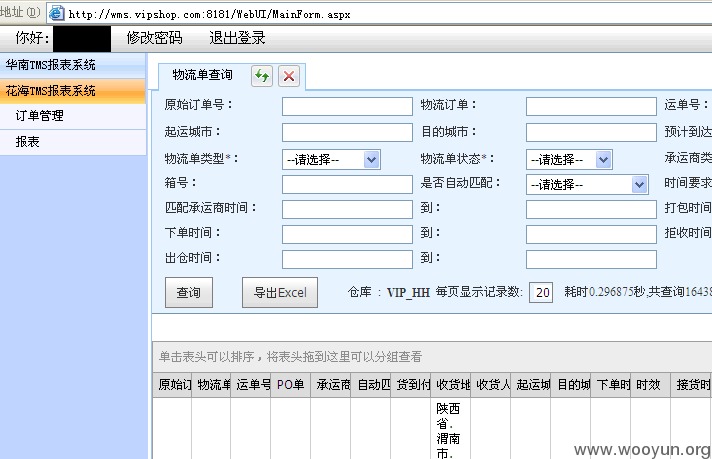 地址(D) http://wms.vipshop.com:8181/WebUI/MainForm.aspx
你好: 修改密码 退出登录
华南TMS报表系统
花海TMS报表系统
订单管理
报表
物流单查询
原始订单号: 物流订单: 运单号:
起运城市: 目的城市: 预计到达
物流单类型*: --请选择-- 物流单状态*: --请选择-- 承运商类
箱号: 是否自动匹配: --请选择-- 时间要求
匹配承运商时间: 到: 打包时间
下单时间: 到: 拒收时间
出仓时间: 到:
查询 导出Excel 仓库 : VIP_HH 每页显示记录数: 20 耗时0.296875秒,共查询16438
单击表头可以排序，将表头拖到这里可以分组查看
原始订 物流单 运单号 PO单 承运商 自动匹 货到付 收货地 收货人 起运城 目的城 下单时 时效 接货时
陕西
省.
渭南
市.
www.wooyun.org